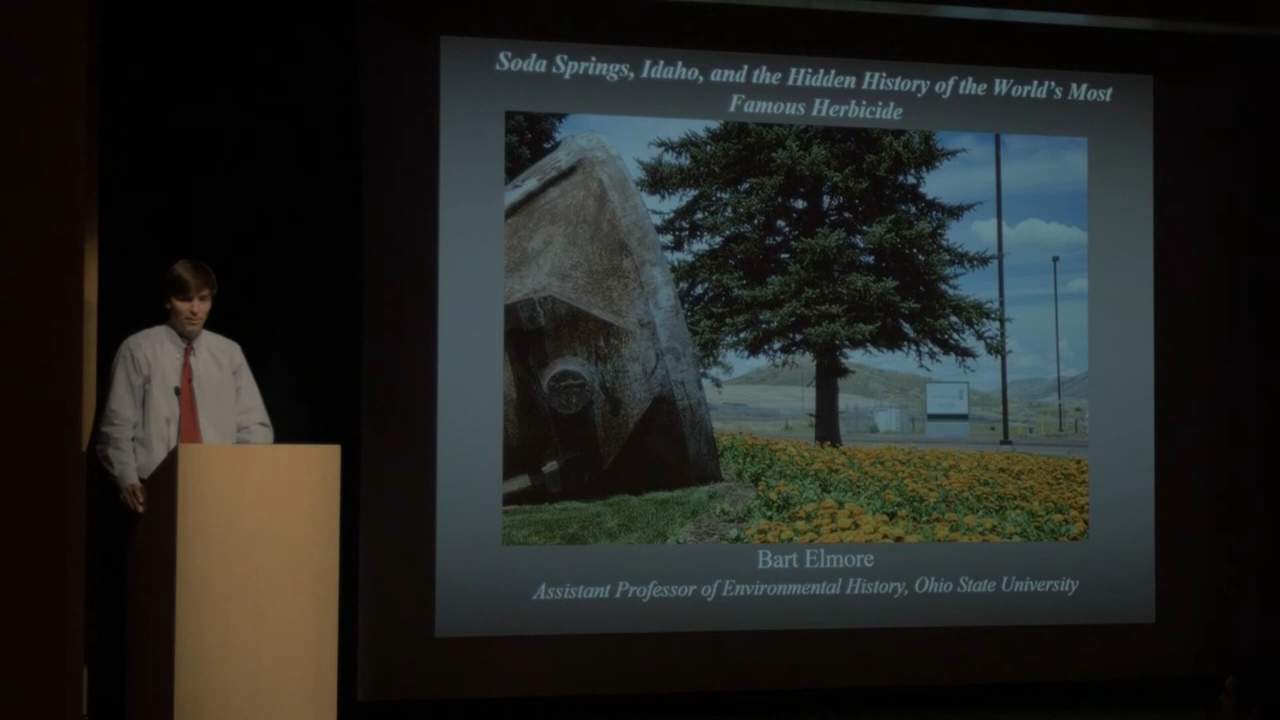 Soda Springs, Idaho, and the Hidden History of the World's Most
Famous Herbicide
Bart Elmore
Assistant Professor of Environmental History, Ohio State University